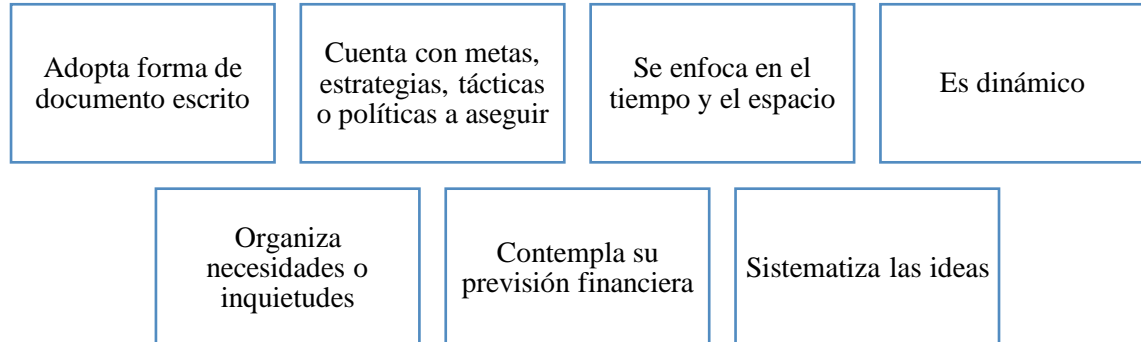 Adopta forma de
documento escrito
Cuenta con metas,
estrategias, tácticas
o políticas a aseguir
Se enfoca en el
tiempo y el espacio
Es dinámico
Organiza
necesidades o
inquietudes
Contempla su
previsión financiera
Sistematiza las ideas